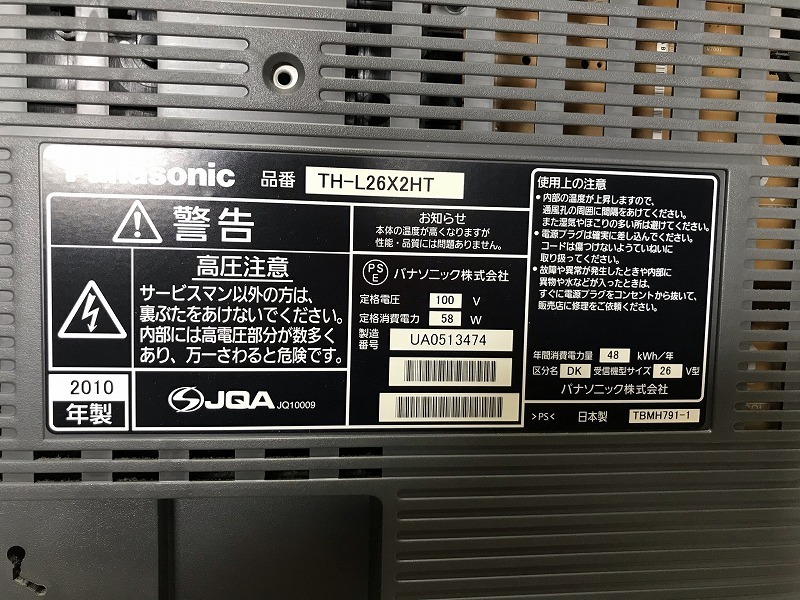 Panasonic 品番 TH-L26X2HT
警告
高圧注意
サービスマン以外の方は、
裏ぶたをあけないでください。
内部には高電圧部分が数多く
あり、万一さわると危険です。
2010
年製
JQA JQ10009
お知らせ
本体の温度が高くなりますが
性能・品質には問題ありません。
PSE パナソニック株式会社
定格電圧 100 V
定格消費電力 58 W
製造
番号 UA0513474
使用上の注意
•内部の温度が上昇しますので、
通風孔の周囲に間隔をあけてください。
また湿気やほこりの多い所は避けてください。
•電源プラグは確実に差し込んでください。
コードは傷つけないようていねいに
取り扱ってください。
•故障や異常が発生したときや内部に
異物や水などが入ったときは、
すぐに電源プラグをコンセントから抜いて、
販売店に修理をご依頼ください。
年間消費電力量 48 kWh/年
区分名 DK 受信機型サイズ 26 V型
パナソニック株式会社
>PS< 日本製 TBMH791-1